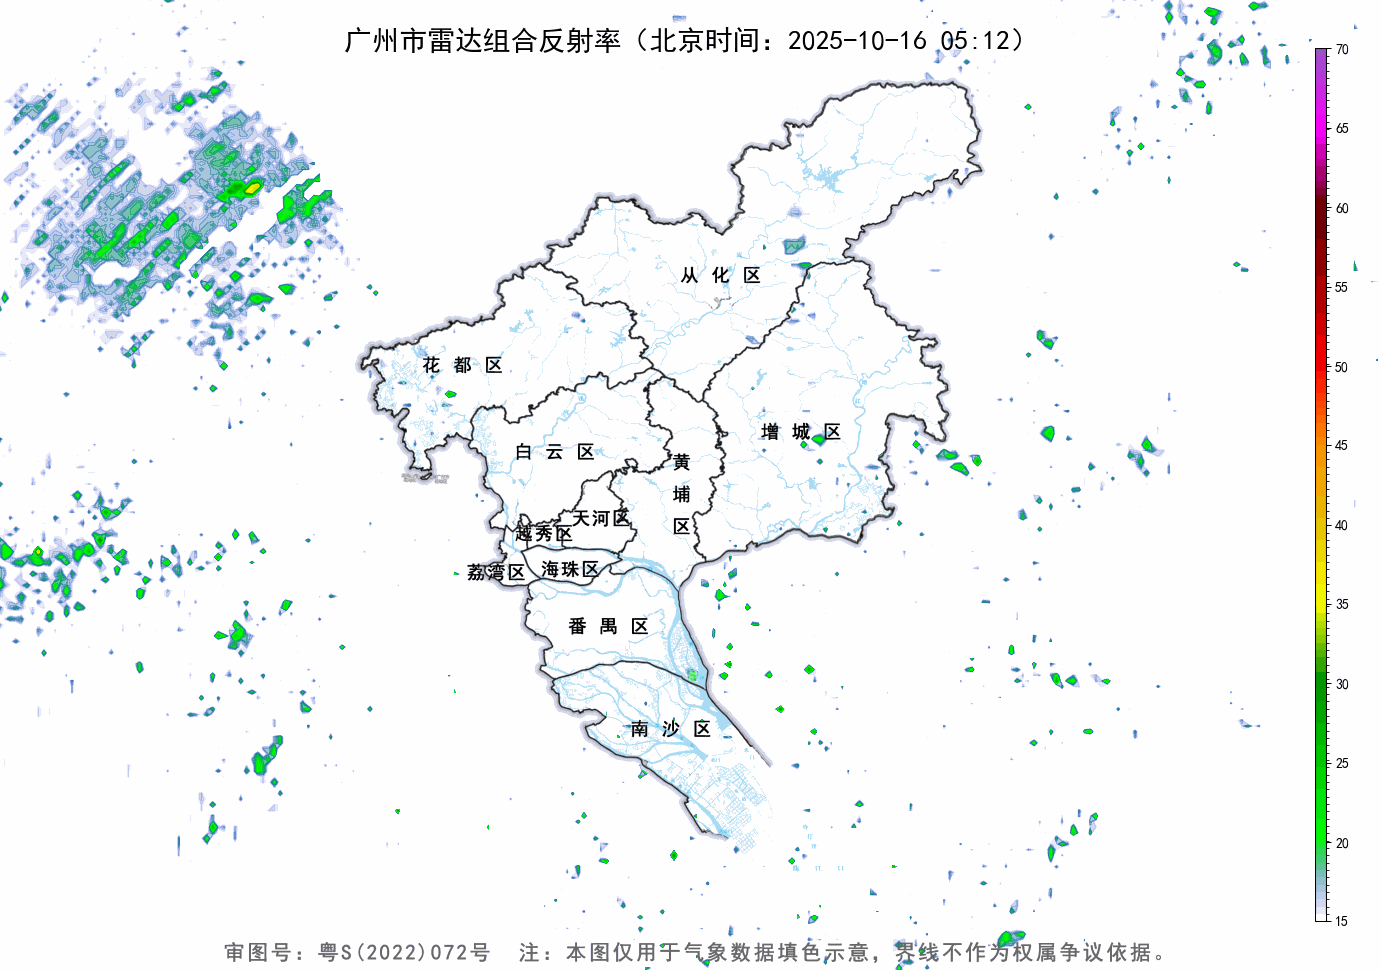 广州市雷达组合反射率（北京时间：2025-10-16 05:12）
70
65
60
55
50
45
40
35
30
25
20
15
从化区
花都区
增城区
白云区
黄埔区
天河区
越秀区
海珠区
荔湾区
番禺区
南沙区
审图号：粤S(2022)072号 注：本图仅用于气象数据填色示意，界线不作为权属争议依据。